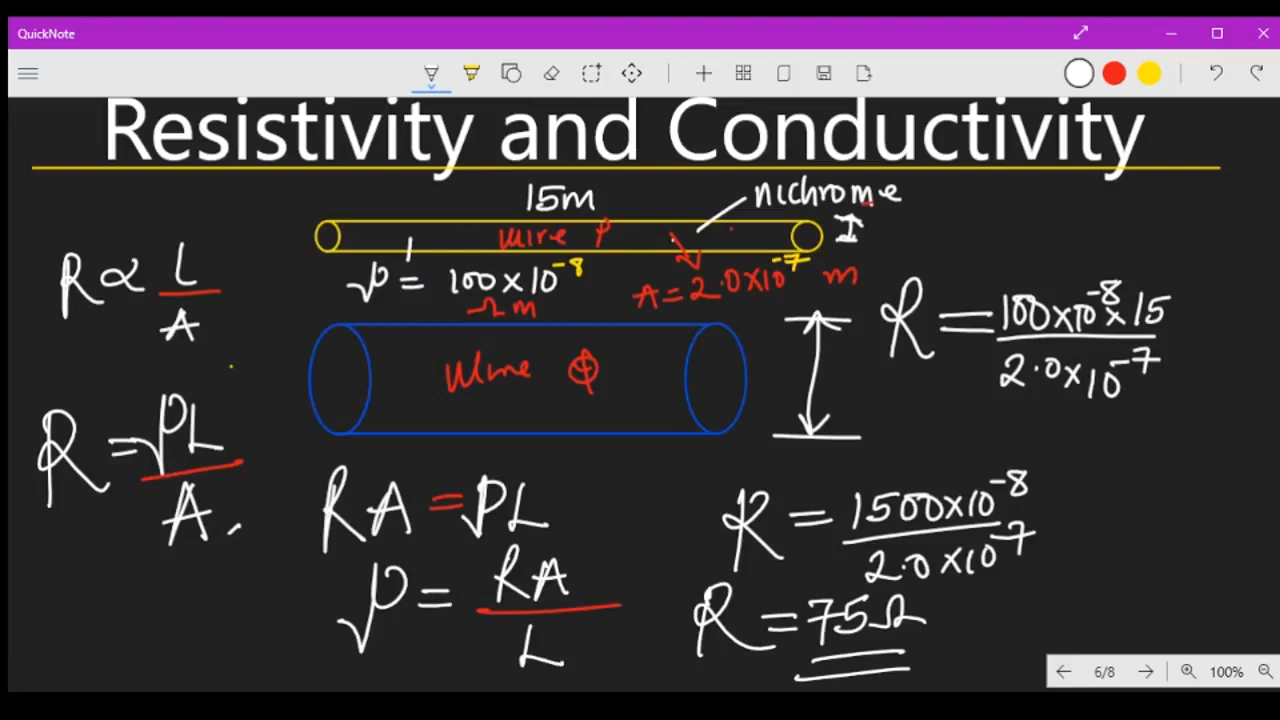 QuickNote
Resistivity and Conductivity
15m
nichrome
wire P
I
ρ = 100×10⁻⁸
Ωm
A = 2.0×10⁻⁷ m
R ∝ L/A
Wire Φ
R = 100×10⁻⁸×15 / 2.0×10⁻⁷
R = ρL/A.
RA = ρL
ρ = RA/L
R = 1500×10⁻⁸ / 2.0×10⁻⁷
R = 75Ω
6/8
100%